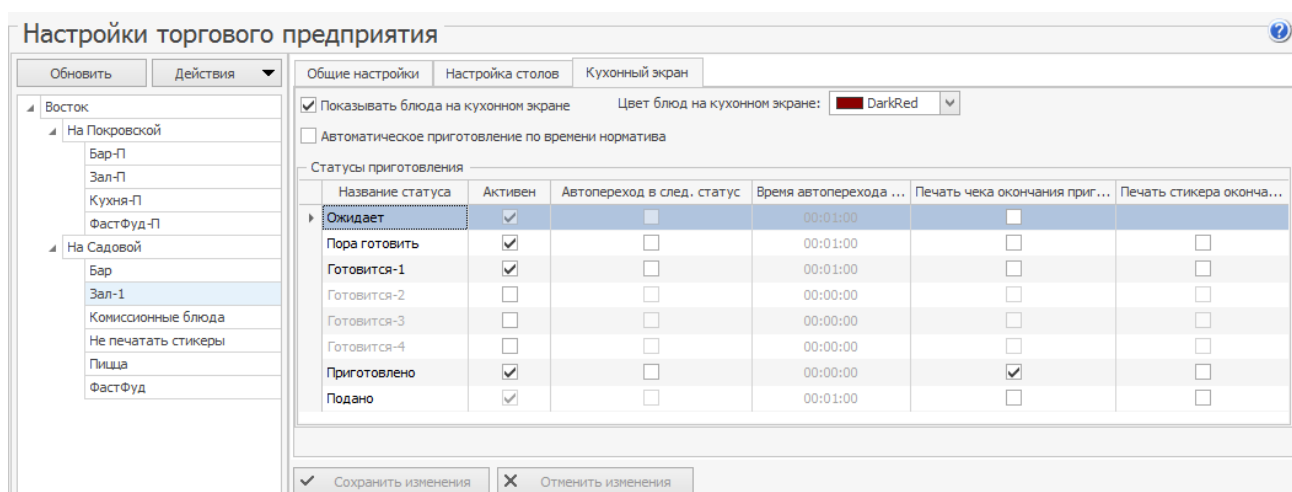 Настройки торгового предприятия
Обновить Действия
Восток
На Покровской
Бар-П
Зал-П
Кухня-П
ФастФуд-П
На Садовой
Бар
Зал-1
Комиссионные блюда
Не печатать стикеры
Пицца
ФастФуд
Общие настройки Настройка столов Кухонный экран
Показывать блюда на кухонном экране Цвет блюд на кухонном экране: DarkRed
Автоматическое приготовление по времени норматива
Статусы приготовления
Название статуса Активен Автопереход в след. статус Время автоперехода ... Печать чека окончания приг... Печать стикера оконча...
Ожидает 00:01:00
Пора готовить 00:01:00
Готовится-1 00:01:00
Готовится-2 00:00:00
Готовится-3 00:00:00
Готовится-4 00:00:00
Приготовлено 00:00:00
Подано 00:01:00
Сохранить изменения Отменить изменения